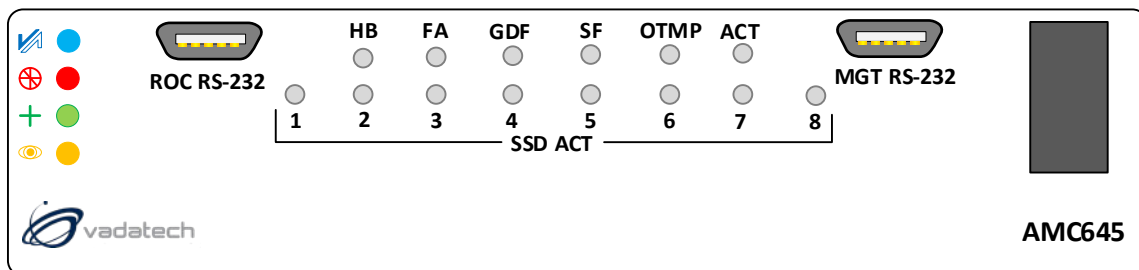 HB FA GDF SF OTMP ACT
ROC RS-232
MGT RS-232
1 2 3 4 5 6 7 8
SSD ACT
vadatech
AMC645